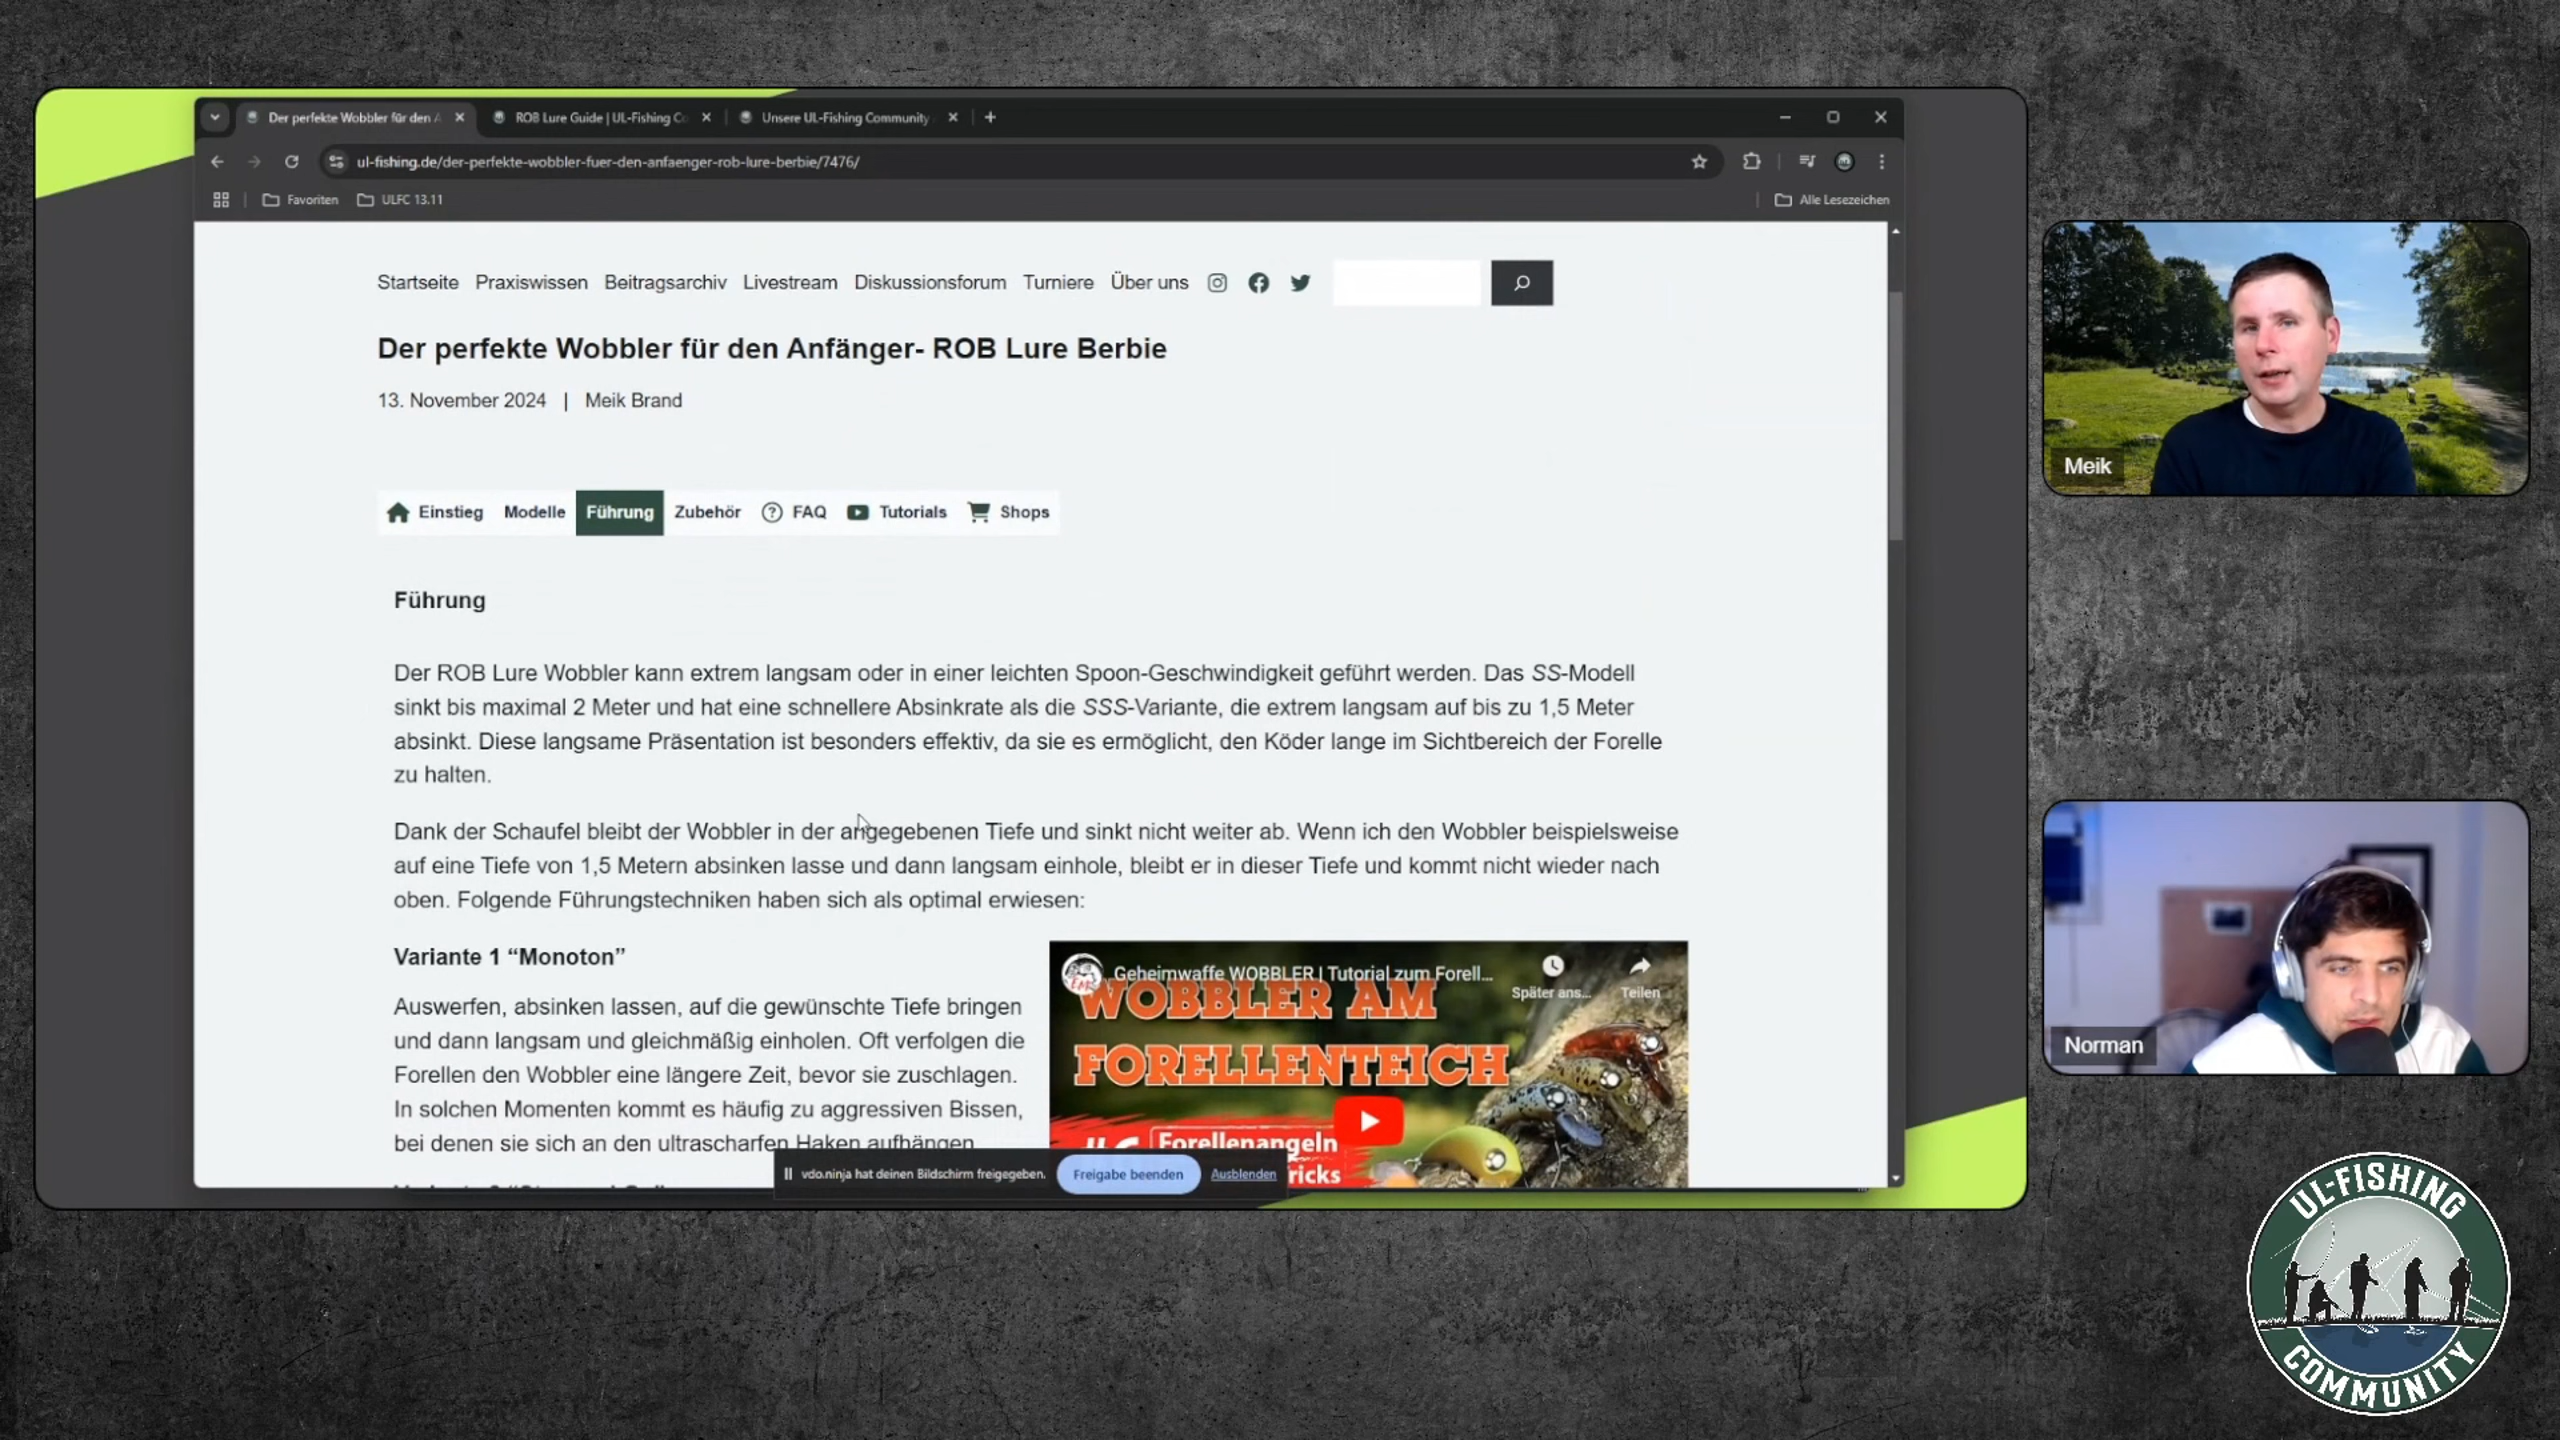 Der perfekte Wobbler für den A
ROB Lure Guide | UL-Fishing Co
Unsere UL-Fishing Community
ul-fishing.de/der-perfekte-wobbler-fuer-den-anfaenger-rob-lure-berbie/7476/
Favoriten
ULFC 13.11
Alle Lesezeichen
Startseite Praxiswissen Beitragsarchiv Livestream Diskussionsforum Turniere Über uns
Der perfekte Wobbler für den Anfänger- ROB Lure Berbie
13. November 2024 | Meik Brand
Einstieg Modelle Führung Zubehör FAQ Tutorials Shops
Führung
Der ROB Lure Wobbler kann extrem langsam oder in einer leichten Spoon-Geschwindigkeit geführt werden. Das SS-Modell
sinkt bis maximal 2 Meter und hat eine schnellere Absinkrate als die SSS-Variante, die extrem langsam auf bis zu 1,5 Meter
absinkt. Diese langsame Präsentation ist besonders effektiv, da sie es ermöglicht, den Köder lange im Sichtbereich der Forelle
zu halten.
Dank der Schaufel bleibt der Wobbler in der angegebenen Tiefe und sinkt nicht weiter ab. Wenn ich den Wobbler beispielsweise
auf eine Tiefe von 1,5 Metern absinken lasse und dann langsam einhole, bleibt er in dieser Tiefe und kommt nicht wieder nach
oben. Folgende Führungstechniken haben sich als optimal erwiesen:
Variante 1 “Monoton”
Auswerfen, absinken lassen, auf die gewünschte Tiefe bringen
und dann langsam und gleichmäßig einholen. Oft verfolgen die
Forellen den Wobbler eine längere Zeit, bevor sie zuschlagen.
In solchen Momenten kommt es häufig zu aggressiven Bissen,
bei denen sie sich an den ultrascharfen Haken aufhängen
Geheimwaffe WOBBLER | Tutorial zum Forell...
Später ans...
Teilen
WOBBLER AM
FORELLENTEICH
Forellenangeln
ricks
vdo.ninja hat deinen Bildschirm freigegeben.
Freigabe beenden
Ausblenden
Meik
Norman
UL-FISHING
COMMUNITY